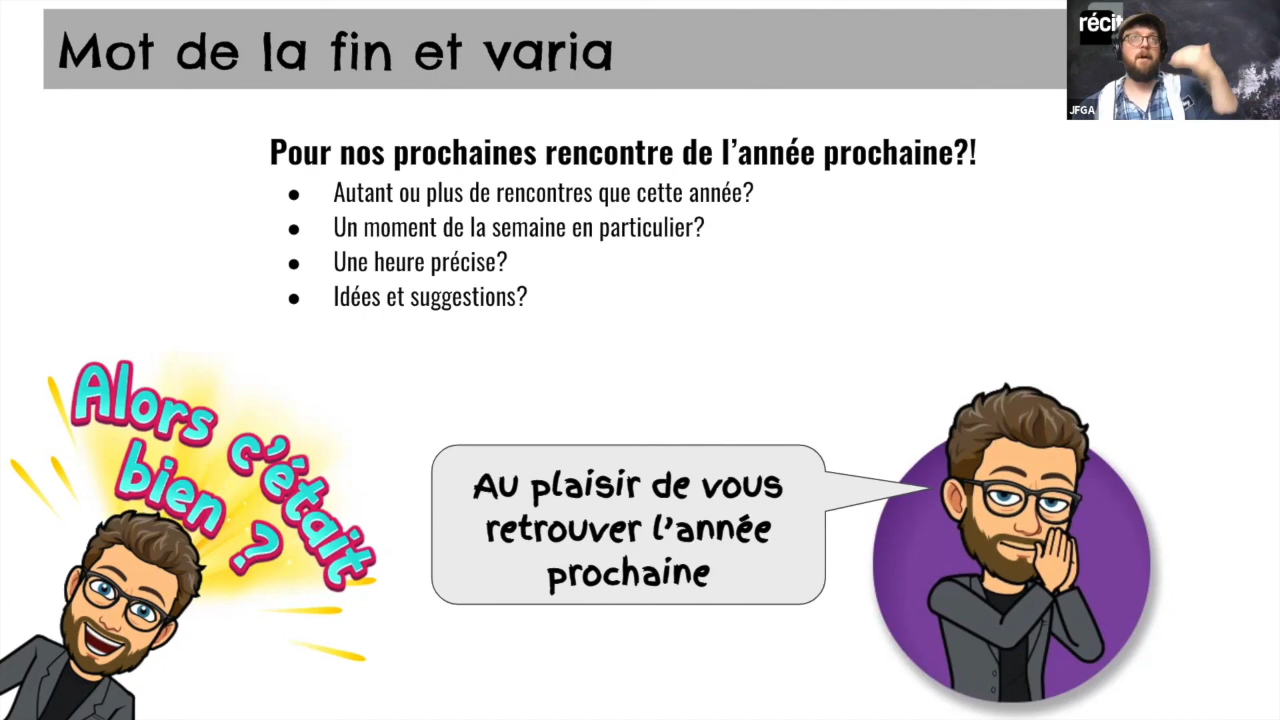 Mot de la fin et varia
récit
JFGA
Pour nos prochaines rencontre de l'année prochaine?!
● Autant ou plus de rencontres que cette année?
● Un moment de la semaine en particulier?
● Une heure précise?
● Idées et suggestions?
Alors c'était
bien ?
Au plaisir de vous
retrouver l'année
prochaine